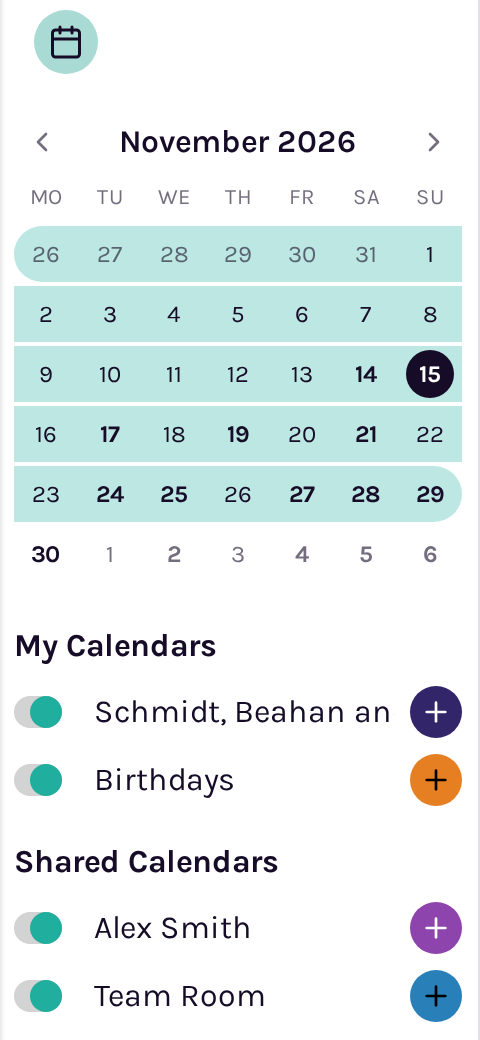 November 2026
MO TU WE TH FR SA SU
26 27 28 29 30 31 1
2 3 4 5 6 7 8
9 10 11 12 13 14 15
16 17 18 19 20 21 22
23 24 25 26 27 28 29
30 1 2 3 4 5 6
My Calendars
Schmidt, Beahan an
Birthdays
Shared Calendars
Alex Smith
Team Room